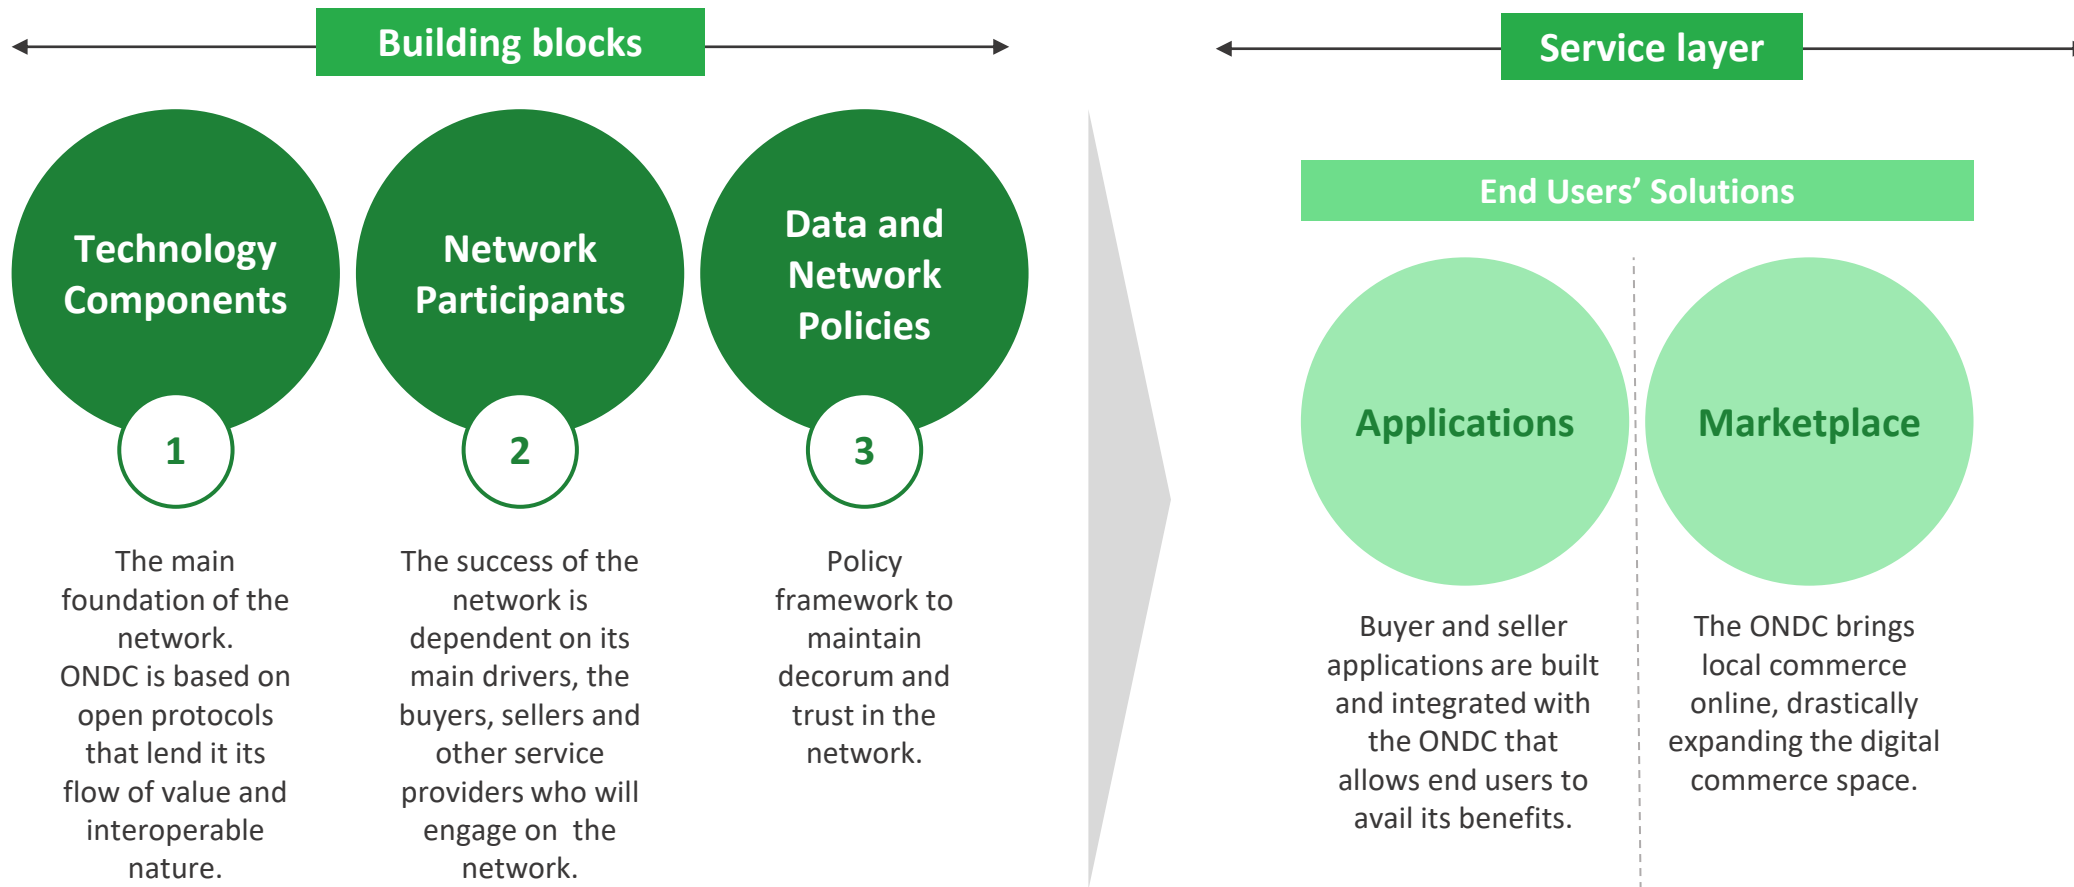 Building blocks
Technology
Components
1
The main
foundation of the
network.
ONDC is based on
open protocols
that lend it its
flow of value and
interoperable
nature.
Network
Participants
2
The success of the
network is
dependent on its
main drivers, the
buyers, sellers and
other service
providers who will
engage on  the
network.
Data and
Network
Policies
3
Policy
framework to
maintain
decorum and
trust in the
network.
Service layer
End Users’ Solutions
Applications
Buyer and seller
applications are built
and integrated with
the ONDC that
allows end users to
avail its benefits.
Marketplace
The ONDC brings
local commerce
online, drastically
expanding the digital
commerce space.